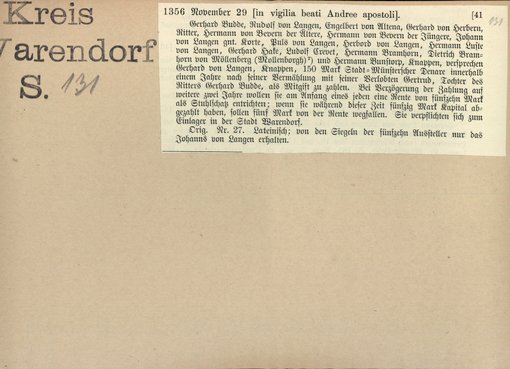 Kreis
Warendorf
S. 131
1356 November 29 [in vigilia beati Andree apostoli]. [41
131
Gerhard Budde, Rudolf von Langen, Engelbert von Altena, Gerhard von Herbern,
Ritter, Hermann von Bevern der Ältere, Hermann von Bevern der Jüngere, Johann
von Langen gnt. Korte, Puls von Langen, Herbord von Langen, Hermann Luste
von Langen, Gerhard Hake, Ludolf Crevet, Hermann Bramhorn, Dietrich Bram-
horn von Möllenberg (Mollenborgh) und Hermann Bunstorp, Knappen, versprechen
Gerhard von Langen, Knappen, 150 Mark Stadt-Münsterscher Denare innerhalb
einem Jahre nach seiner Vermählung mit seiner Verlobten Gertrud, Tochter des
Ritters Gerhard Budde, als Mitgift zu zahlen. Bei Verzögerung der Zahlung auf
weitere zwei Jahre wollen sie am Anfang eines jeden eine Rente von fünfzehn Mark
als Stuhlschatz entrichten; wenn sie während dieser Zeit fünfzig Mark Kapital ab-
gezahlt haben, sollen fünf Mark von der Rente wegfallen. Sie verpflichten sich zum
Einlager in der Stadt Warendorf.
Orig. Nr. 27. Lateinisch; von den Siegeln der fünfzehn Aussteller nur das
Johanns von Langen erhalten.